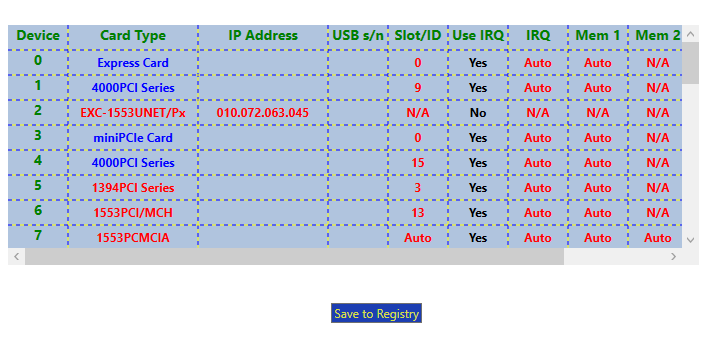 Device Card Type IP Address USB s/n Slot/ID Use IRQ IRQ Mem 1 Mem 2
0 Express Card 0 Yes Auto Auto N/A
1 4000PCI Series 9 Yes Auto Auto N/A
2 EXC-1553UNET/Px 010.072.063.045 N/A No N/A N/A N/A
3 miniPCIe Card 0 Yes Auto Auto N/A
4 4000PCI Series 15 Yes Auto Auto N/A
5 1394PCI Series 3 Yes Auto Auto N/A
6 1553PCI/MCH 13 Yes Auto Auto N/A
7 1553PCMCIA Auto Yes Auto Auto Auto
Save to Registry